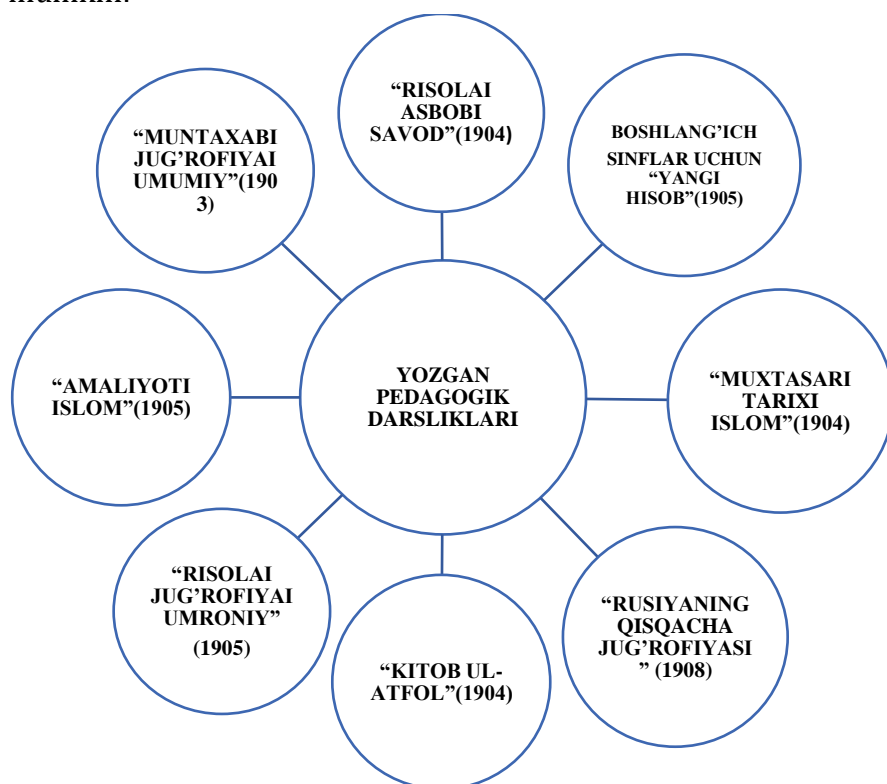 “RISOLAI
ASBOBI
SAVOD”(1904)
BOSHLANG’ICH
SINFLAR UCHUN
“YANGI
HISOB”(1905)
“MUXTASARI
TARIXI
ISLOM”(1904)
“RUSIYANING
QISQACHA
JUG’ROFIYASI
” (1908)
“KITOB UL-
ATFOL”(1904)
“RISOLAI
JUG’ROFIYAI
UMRONIY”
(1905)
“AMALIYOTI
ISLOM”(1905)
“MUNTAXABI
JUG’ROFIYAI
UMUMIY”(190
3)
YOZGAN
PEDAGOGIK
DARSLIKLARI